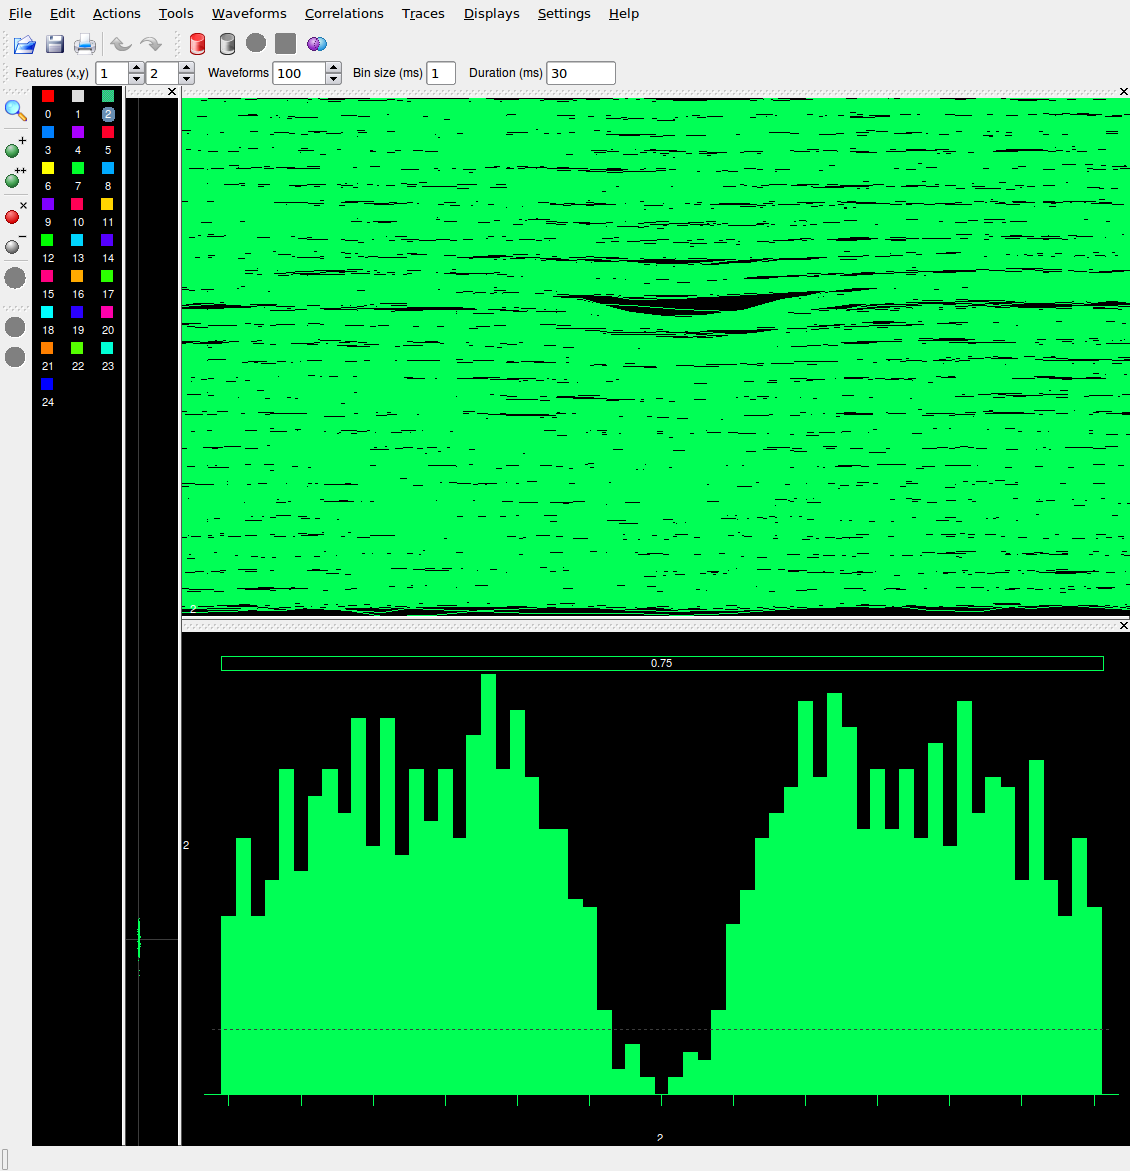 File Edit Actions Tools Waveforms Correlations Traces Displays Settings Help
Features (x,y) 1 2 Waveforms 100 Bin size (ms) 1 Duration (ms) 30
0 1 2
3 4 5
6 7 8
9 10 11
12 13 14
15 16 17
18 19 20
21 22 23
24
2
0.75
2
2